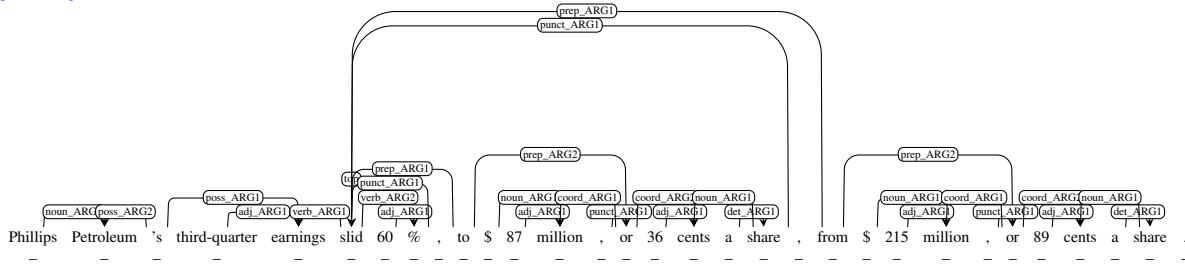 prep_ARG1
punct_ARG1
prep_ARG2 prep_ARG2
prep_ARG1
top punct_ARG1
poss_ARG1 verb_ARG2 noun_ARG1 coord_ARG1 coord_ARG2 noun_ARG1 noun_ARG1 coord_ARG1 coord_ARG2 noun_ARG1
noun_ARG1 poss_ARG2 adj_ARG1 verb_ARG1 adj_ARG1 adj_ARG1 punct_ARG1 adj_ARG1 det_ARG1 adj_ARG1 punct_ARG1 adj_ARG1 det_ARG1
Phillips Petroleum 's third-quarter earnings slid 60 % , to $ 87 million , or 36 cents a share , from $ 215 million , or 89 cents a share .